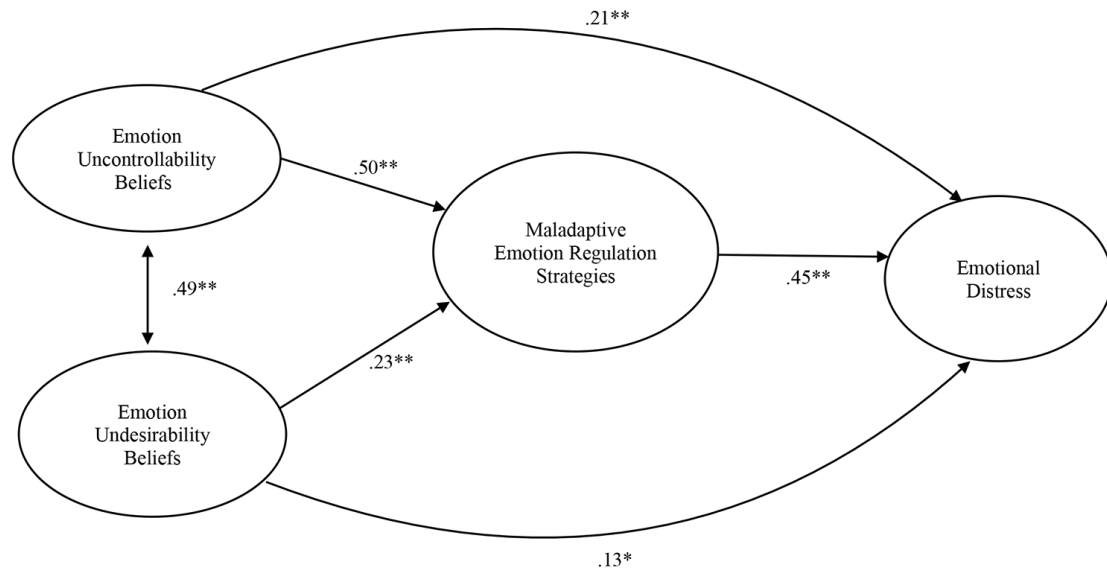 .21**
Emotion
Uncontrollability
Beliefs
.50**
Maladaptive
Emotion Regulation
Strategies
.45**
Emotional
Distress
.49**
.23**
Emotion
Undesirability
Beliefs
.13*